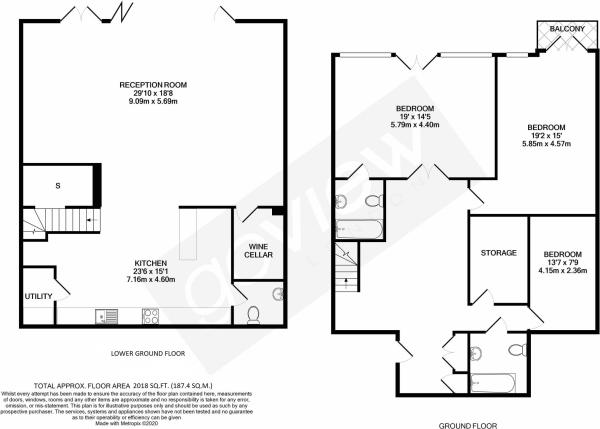 BALCONY
RECEPTION ROOM
29'10 x 18'8
9.09m x 5.69m
BEDROOM
19' x 14'5
5.79m x 4.40m
BEDROOM
19'2 x 15'
5.85m x 4.57m
S
WINE
CELLAR
KITCHEN
23'6 x 15'1
7.16m x 4.60m
STORAGE
BEDROOM
13'7 x 7'9
4.15m x 2.36m
UTILITY
goview
LONDON
LOWER GROUND FLOOR
TOTAL APPROX. FLOOR AREA 2018 SQ.FT. (187.4 SQ.M.)
Whilst every attempt has been made to ensure the accuracy of the floor plan contained here, measurements
of doors, windows, rooms and any other items are approximate and no responsibility is taken for any error,
omission, or mis-statement. This plan is for illustrative purposes only and should be used as such by any
prospective purchaser. The services, systems and appliances shown have not been tested and no guarantee
as to their operability or efficiency can be given
Made with Metropix ©2020
GROUND FLOOR